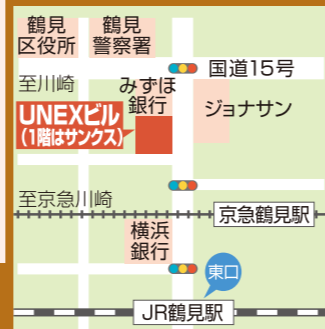 鶴見
区役所
鶴見
警察署
国道15号
至川崎
みずほ
銀行
ジョナサン
UNEXビル
(1階はサンクス)
至京急川崎
京急鶴見駅
横浜
銀行
東口
JR鶴見駅